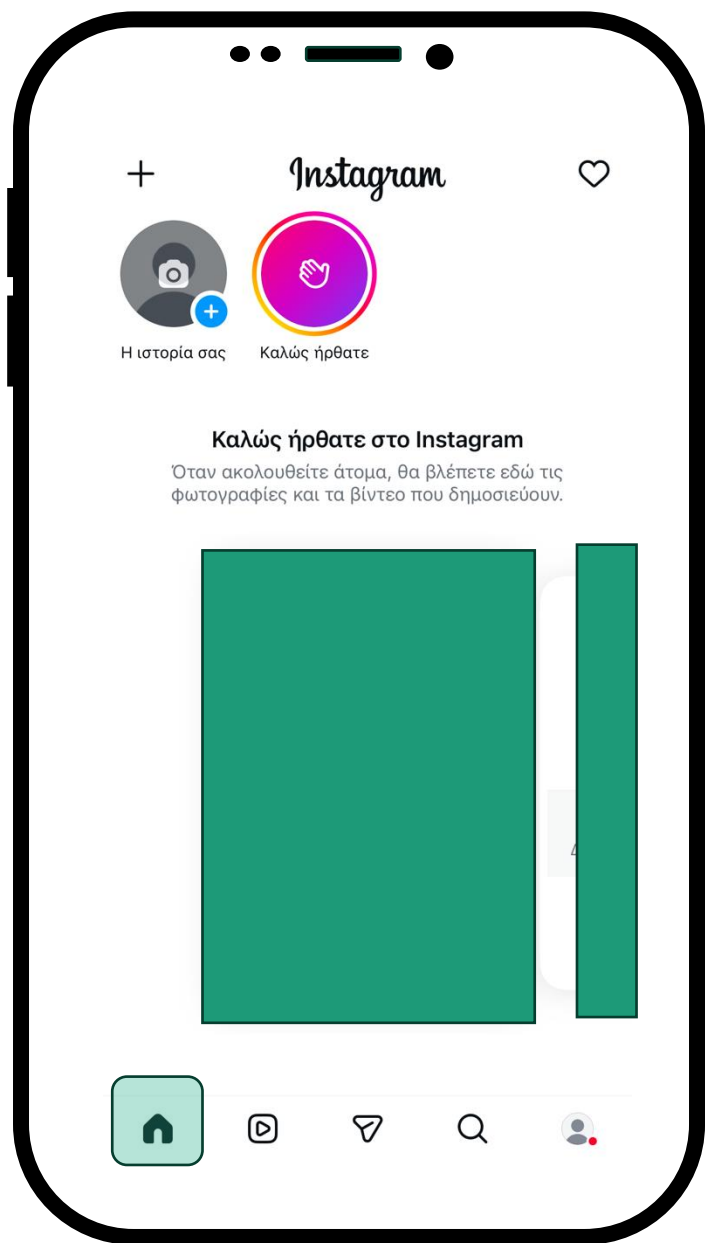 Instagram
Η ιστορία σας
Καλώς ήρθατε
Καλώς ήρθατε στο Instagram
Όταν ακολουθείτε άτομα, θα βλέπετε εδώ τις
φωτογραφίες και τα βίντεο που δημοσιεύουν.